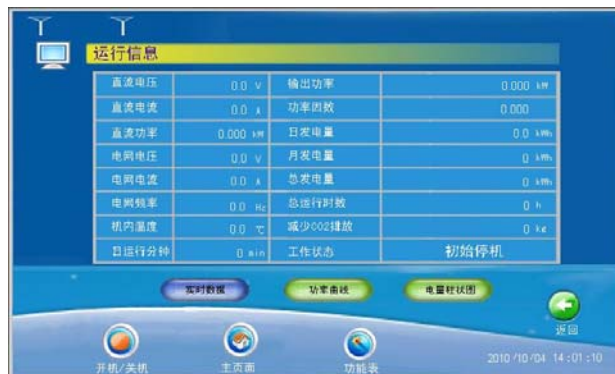 运行信息
直流电压 0.0 V 输出功率 0.000 kW
直流电流 0.0 A 功率因数 0.000
直流功率 0.000 kW 日发电量 0.0 kWh
电网电压 0.0 V 月发电量 0 kWh
电网电流 0.0 A 总发电量 0 kWh
电网频率 0.0 Hz 总运行时数 0 h
机内温度 0.0 ℃ 减少CO2排放 0 kg
日运行分钟 0 min 工作状态 初始停机
实时数据 功率曲线 电量柱状图
返回
开机/关机 主页面 功能表
2010/10/04 14:01:10